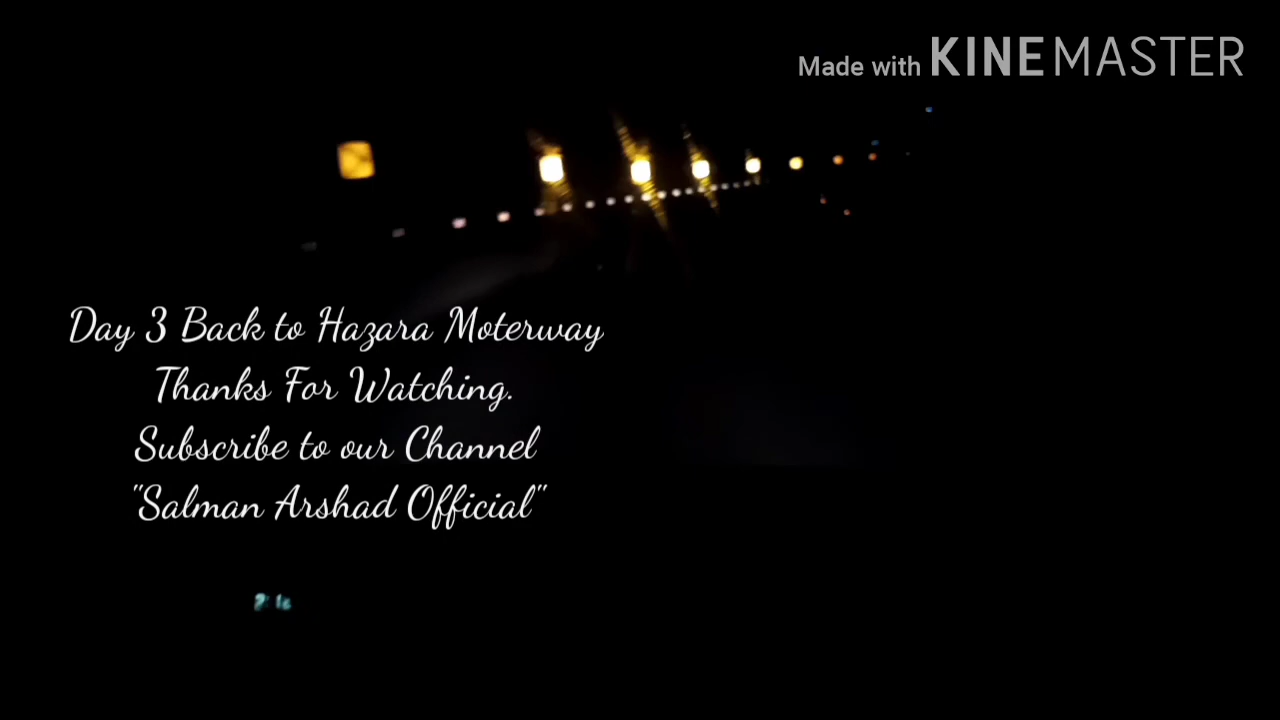 Made with KINEMASTER
Day 3 Back to Hazara Moterway
Thanks For Watching.
Subscribe to our Channel
"Salman Arshad Official"